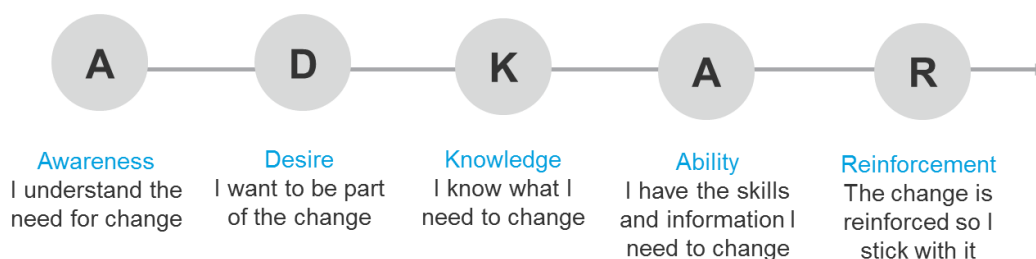 A
D
K
A
R
Awareness
I understand the
need for change
Desire
I want to be part
of the change
Knowledge
I know what I
need to change
Ability
I have the skills
and information I
need to change
Reinforcement
The change is
reinforced so I
stick with it